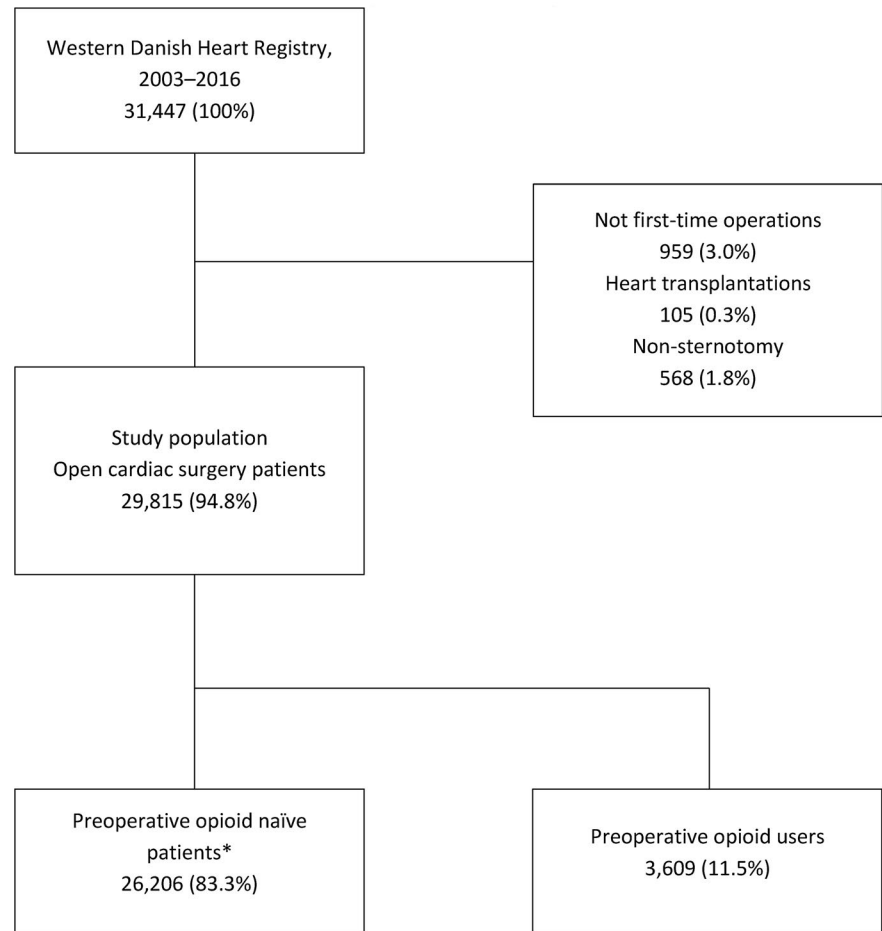 Western Danish Heart Registry,
2003–2016
31,447 (100%)
Not first-time operations
959 (3.0%)
Heart transplantations
105 (0.3%)
Non-sternotomy
568 (1.8%)
Study population
Open cardiac surgery patients
29,815 (94.8%)
Preoperative opioid naïve
patients*
26,206 (83.3%)
Preoperative opioid users
3,609 (11.5%)